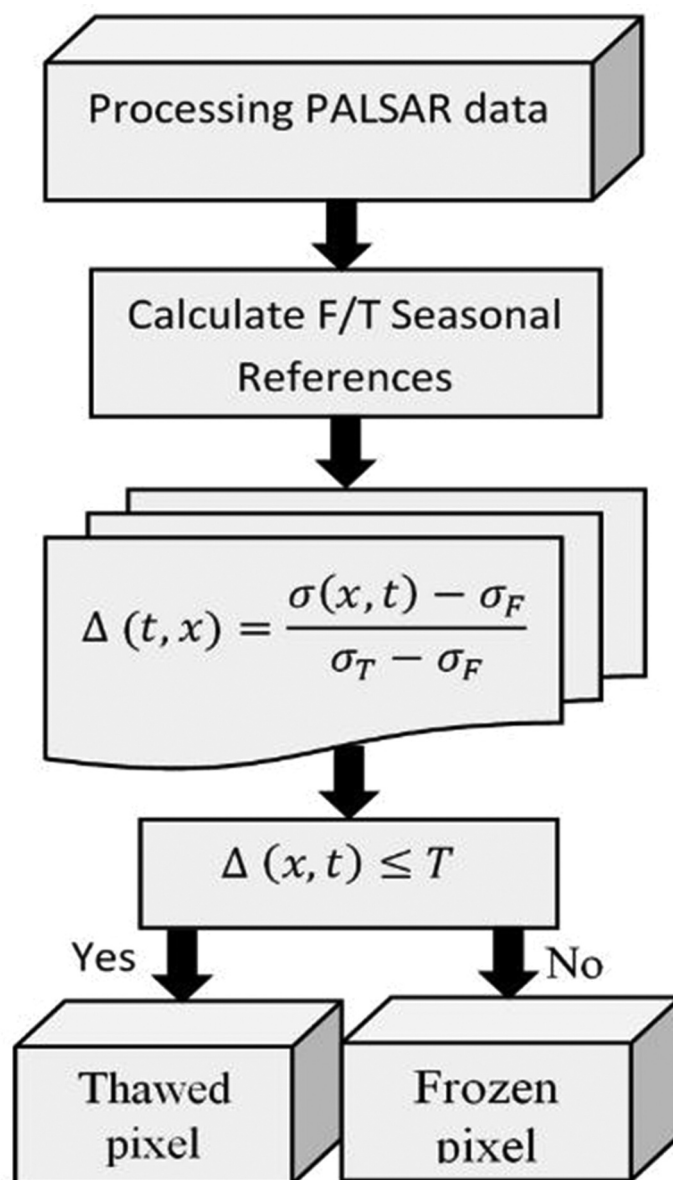 Processing PALSAR data
Calculate F/T Seasonal
References
Δ (t, x) = σ(x, t) − σ_F / σ_T − σ_F
Δ (x, t) ≤ T
Yes
No
Thawed
pixel
Frozen
pixel